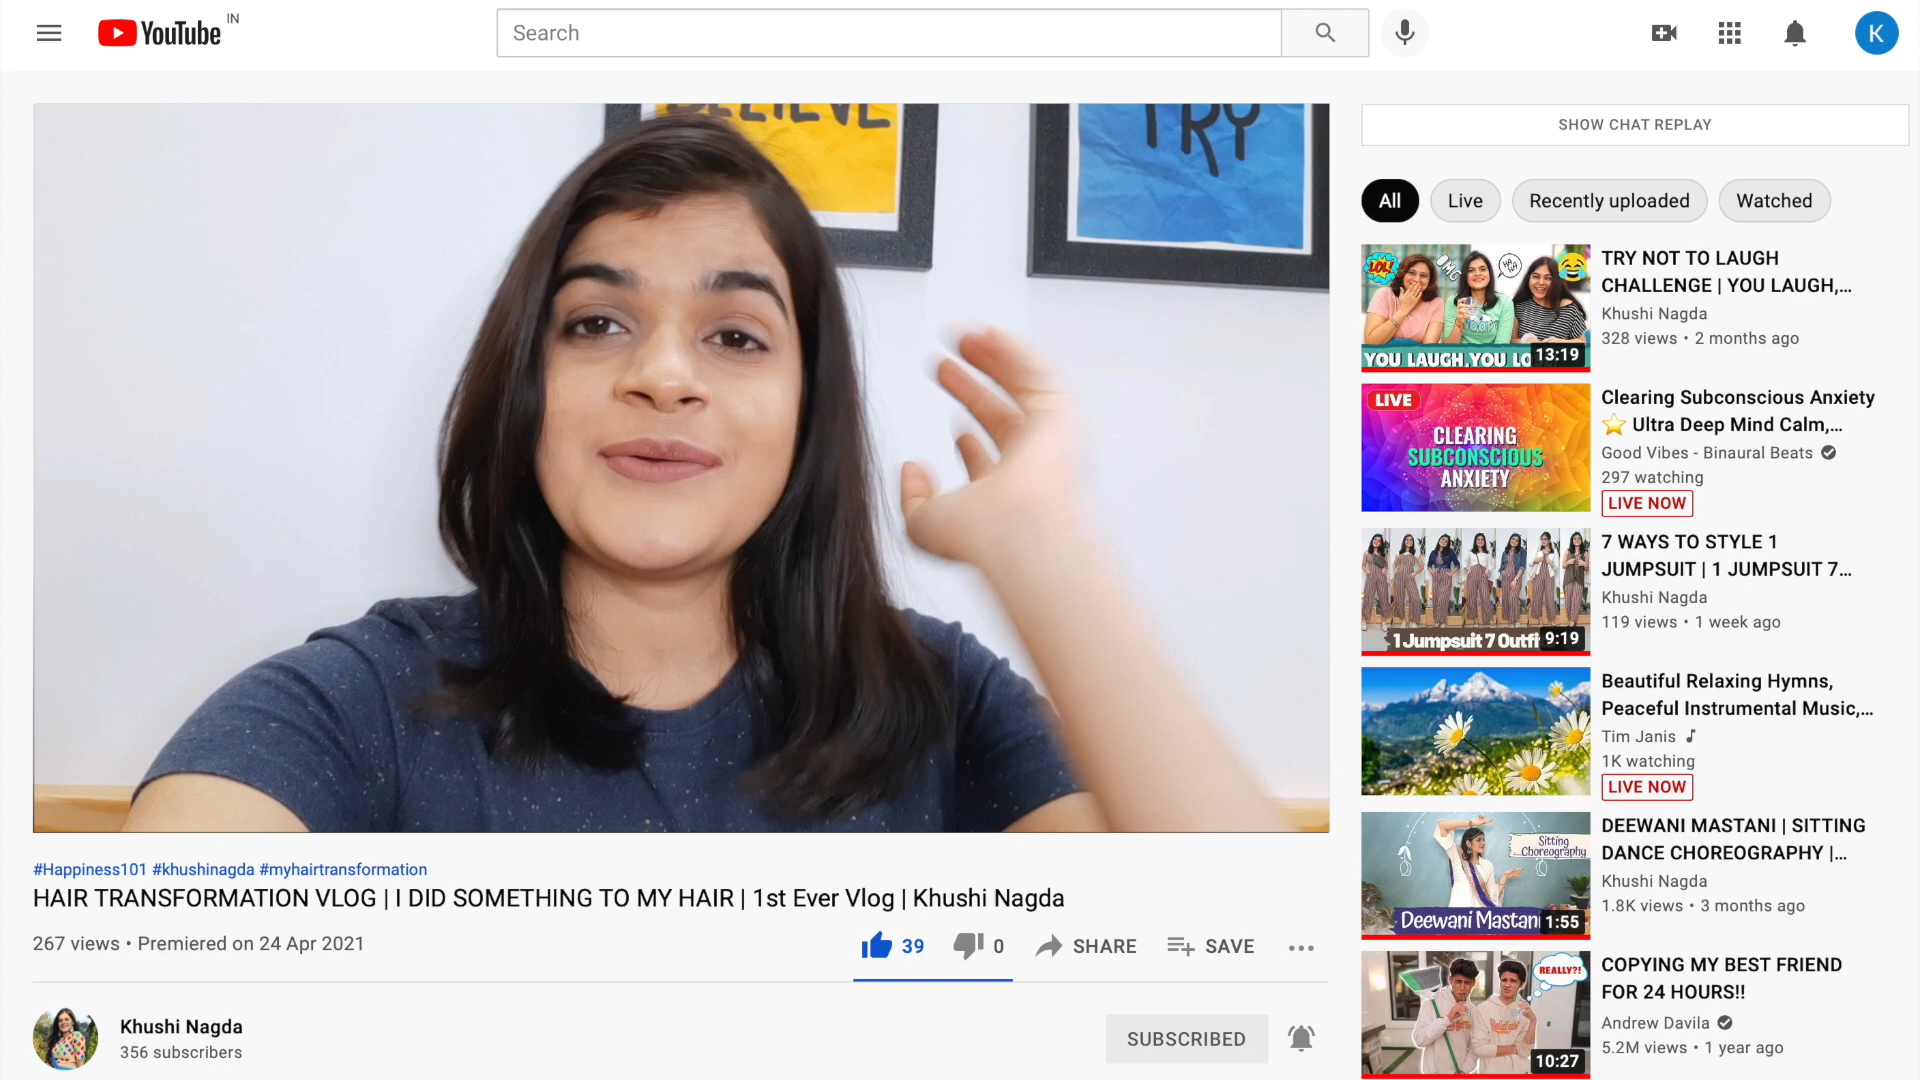 YouTube IN
Search
K
BELIEVE
TRY
#Happiness101 #khushinagda #myhairtransformation
HAIR TRANSFORMATION VLOG | I DID SOMETHING TO MY HAIR | 1st Ever Vlog | Khushi Nagda
267 views • Premiered on 24 Apr 2021
39
0
SHARE
SAVE
Khushi Nagda
356 subscribers
SUBSCRIBED
SHOW CHAT REPLAY
All
Live
Recently uploaded
Watched
LOL!
OMG
HA HA
YOU LAUGH,YOU LO
13:19
TRY NOT TO LAUGH
CHALLENGE | YOU LAUGH,...
Khushi Nagda
328 views • 2 months ago
LIVE
CLEARING
SUBCONSCIOUS
ANXIETY
Clearing Subconscious Anxiety
⭐ Ultra Deep Mind Calm,...
Good Vibes - Binaural Beats
297 watching
LIVE NOW
1 Jumpsuit 7 Outfi
9:19
7 WAYS TO STYLE 1
JUMPSUIT | 1 JUMPSUIT 7...
Khushi Nagda
119 views • 1 week ago
Beautiful Relaxing Hymns,
Peaceful Instrumental Music,...
Tim Janis
1K watching
LIVE NOW
Sitting
Choreography
Deewani Mastani
1:55
DEEWANI MASTANI | SITTING
DANCE CHOREOGRAPHY |...
Khushi Nagda
1.8K views • 3 months ago
REALLY?!
10:27
COPYING MY BEST FRIEND
FOR 24 HOURS!!
Andrew Davila
5.2M views • 1 year ago